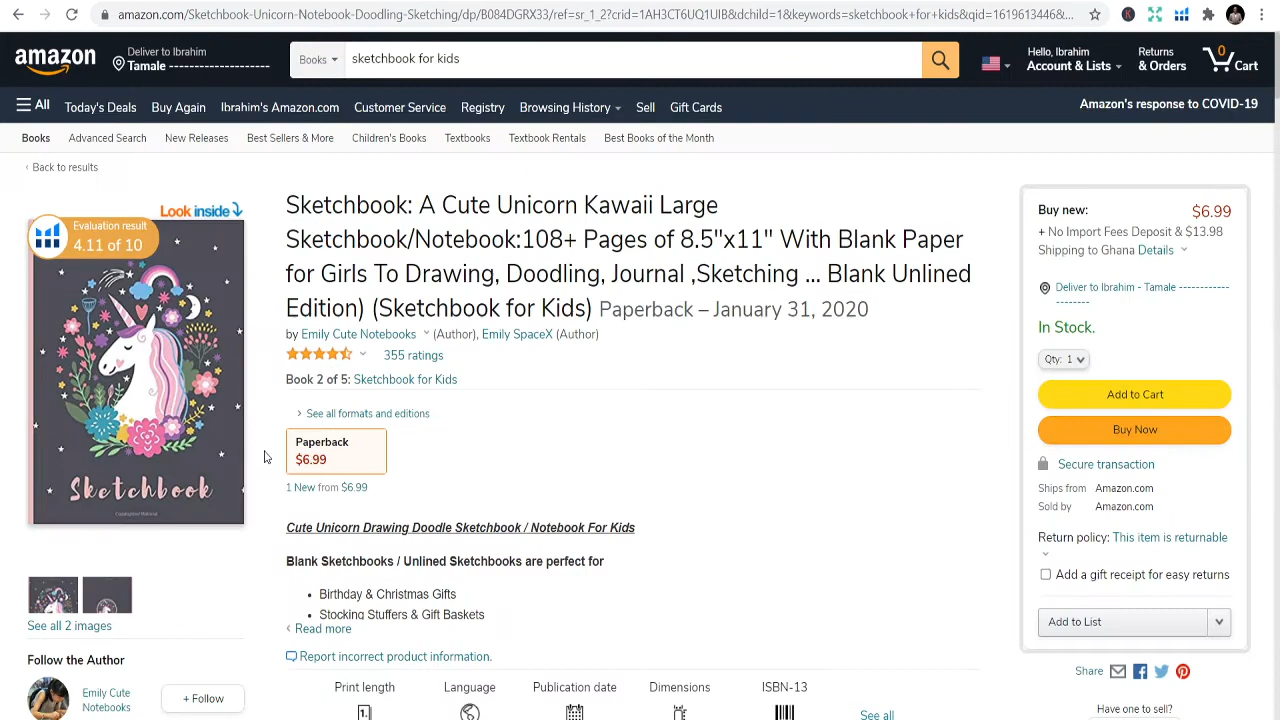 amazon.com/Sketchbook-Unicorn-Notebook-Doodling-Sketching/dp/B084DGRX33/ref=sr_1_2?crid=1AH3CT6UQ1UIB&dchild=1&keywords=sketchbook+for+kids&qid=1619613446&s...
amazon
Deliver to Ibrahim
Tamale -----------------
Books
sketchbook for kids
Hello, Ibrahim
Account & Lists
Returns
& Orders
0
Cart
All
Today's Deals
Buy Again
Ibrahim's Amazon.com
Customer Service
Registry
Browsing History
Sell
Gift Cards
Amazon's response to COVID-19
Books
Advanced Search
New Releases
Best Sellers & More
Children's Books
Textbooks
Textbook Rentals
Best Books of the Month
‹ Back to results
Look inside
Evaluation result
4.11 of 10
Sketchbook
Sketchbook: A Cute Unicorn Kawaii Large
Sketchbook/Notebook:108+ Pages of 8.5"x11" With Blank Paper
for Girls To Drawing, Doodling, Journal ,Sketching ... Blank Unlined
Edition) (Sketchbook for Kids) Paperback – January 31, 2020
by Emily Cute Notebooks (Author), Emily SpaceX (Author)
355 ratings
Book 2 of 5: Sketchbook for Kids
› See all formats and editions
Paperback
$6.99
1 New from $6.99
Cute Unicorn Drawing Doodle Sketchbook / Notebook For Kids
Blank Sketchbooks / Unlined Sketchbooks are perfect for
• Birthday & Christmas Gifts
• Stocking Stuffers & Gift Baskets
‹ Read more
Report incorrect product information.
Print length
Language
Publication date
Dimensions
ISBN-13
See all
See all 2 images
Follow the Author
Emily Cute
Notebooks
+ Follow
Buy new:
$6.99
+ No Import Fees Deposit & $13.98
Shipping to Ghana Details
Deliver to Ibrahim - Tamale -----------
--------
In Stock.
Qty: 1
Add to Cart
Buy Now
Secure transaction
Ships from Amazon.com
Sold by Amazon.com
Return policy: This item is returnable
Add a gift receipt for easy returns
Add to List
Share
Have one to sell?